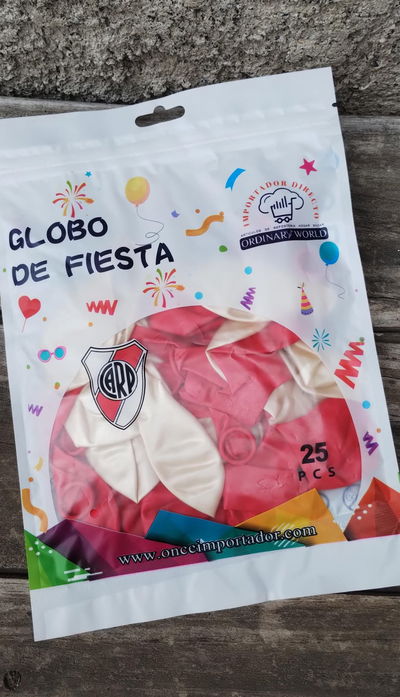 GLOBO
DE FIESTA
IMPORTADOR DIRECTO
ORDINARY WORLD
CARP
25
PCS
www.onceimportador.com